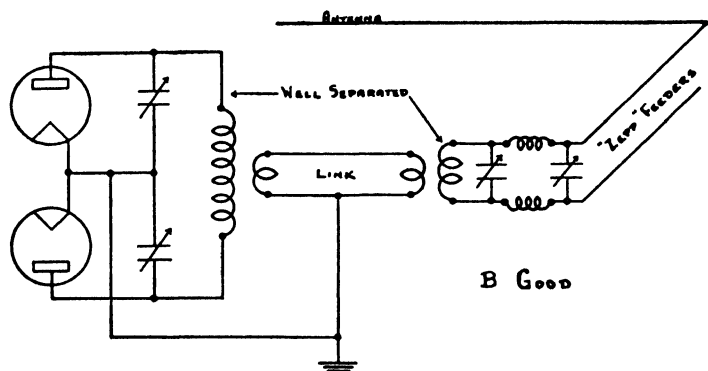 ANTENNA
WELL SEPARATED
"ZEPP" FEEDERS
LINK
B GOOD